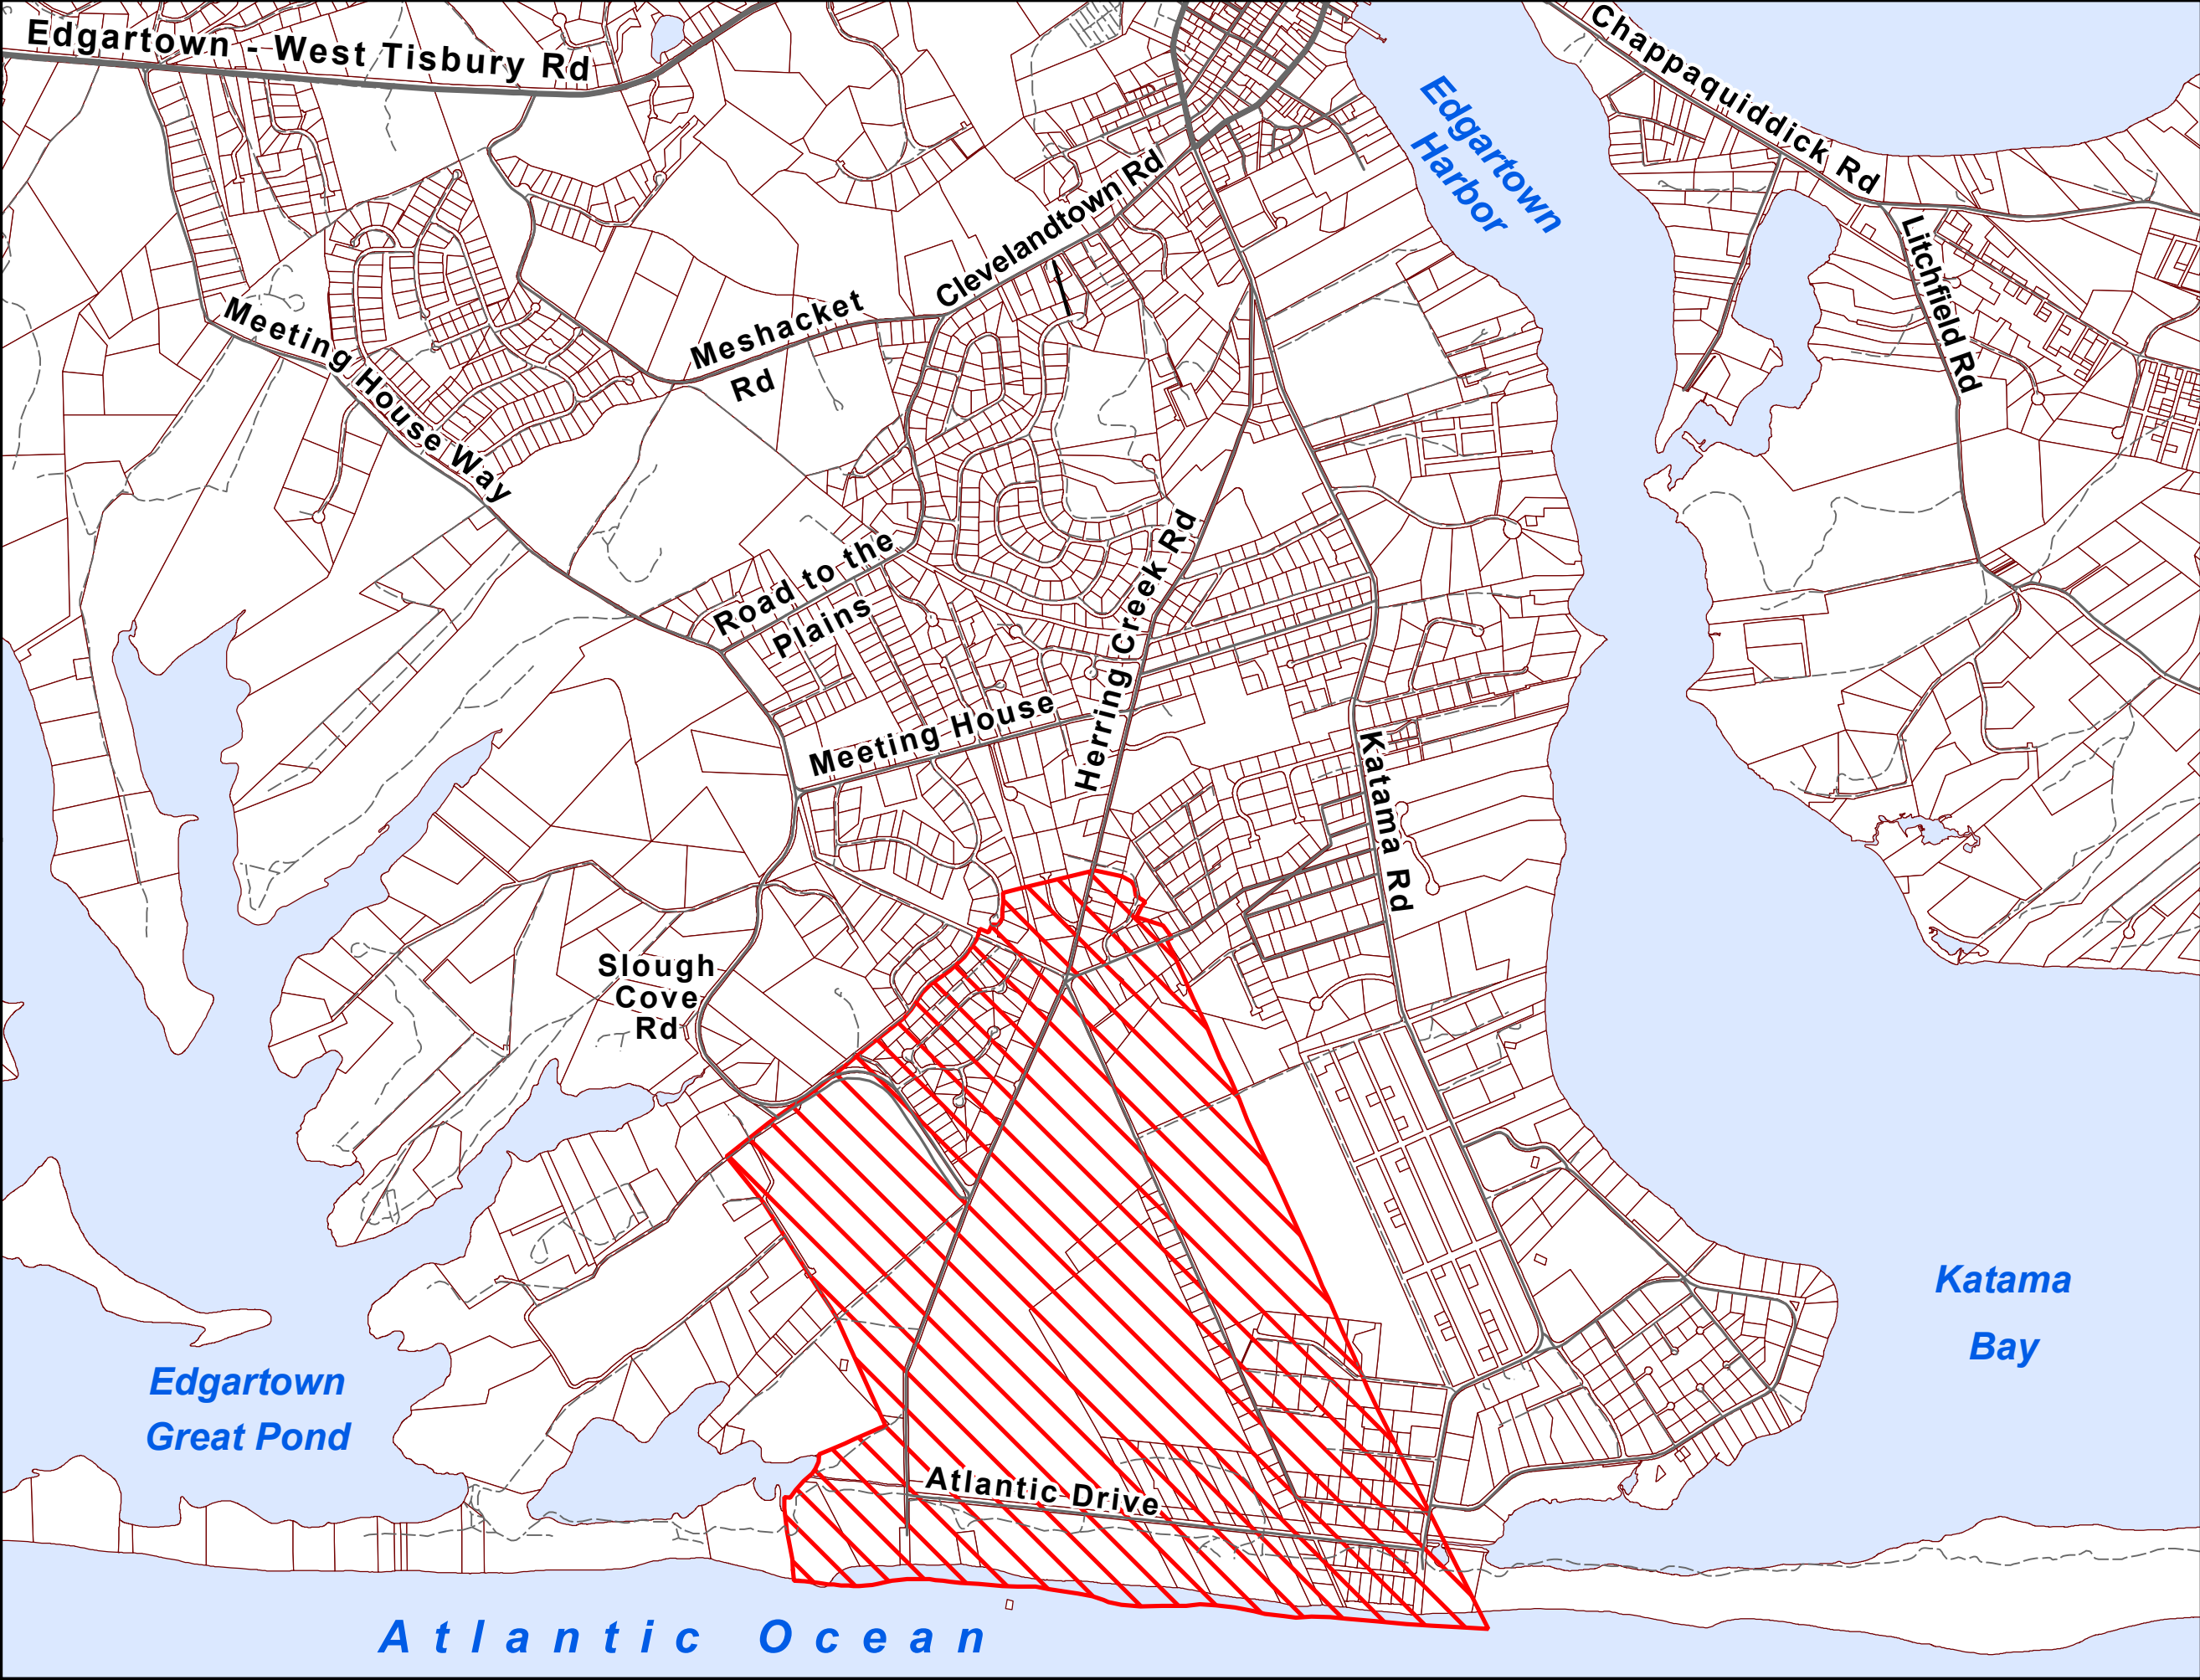 Edgartown - West Tisbury Rd
Chappaquiddick Rd
Edgartown
Harbor
Clevelandtown Rd
Litchfield Rd
Meeting House Way
Meshacket
Rd
Road to the
Plains
Herring Creek Rd
Meeting House
Katama Rd
Slough
Cove
Rd
Katama
Bay
Edgartown
Great Pond
Atlantic Drive
Atlantic Ocean